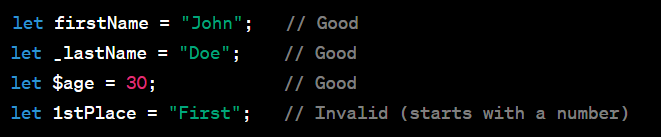 let firstName = "John";   // Good
let _lastName = "Doe";    // Good
let $age = 30;            // Good
let 1stPlace = "First";   // Invalid (starts with a number)